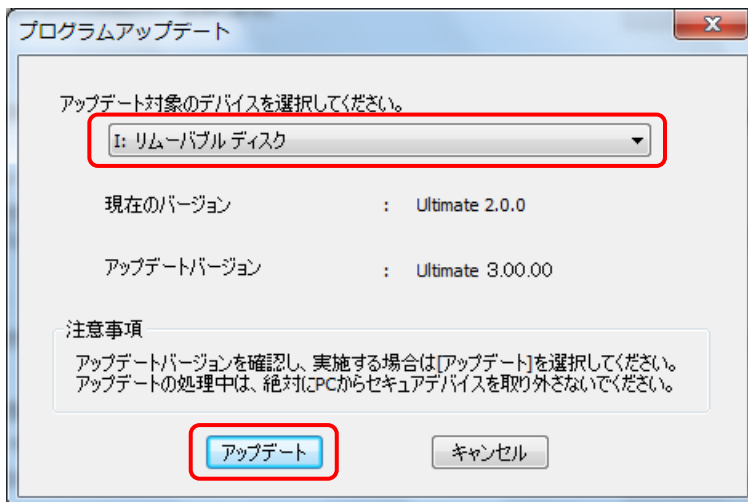 プログラムアップデート
アップデート対象のデバイスを選択してください。
I: リムーバブル ディスク
現在のバージョン : Ultimate 2.0.0
アップデートバージョン : Ultimate 3.00.00
注意事項
アップデートバージョンを確認し、実施する場合は[アップデート]を選択してください。
アップデートの処理中は、絶対にPCからセキュアデバイスを取り外さないでください。
アップデート キャンセル